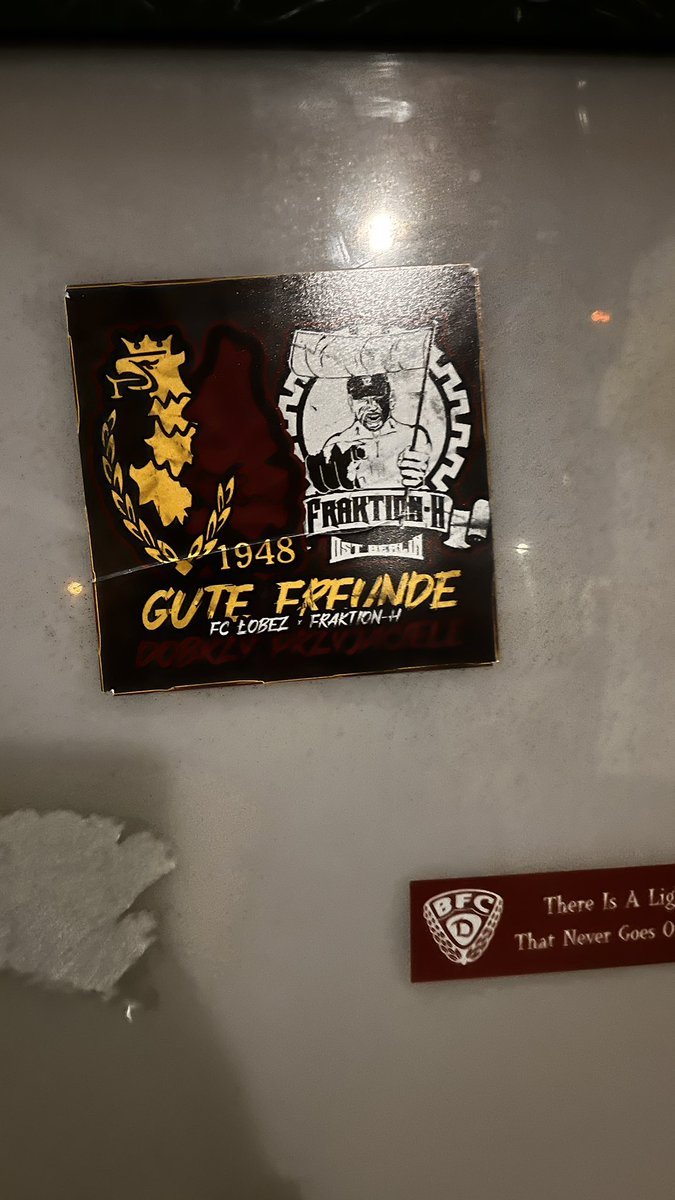 FRAKTION-H
OST BERLIN
1948
GUTE FREUNDE
FC ŁOBEZ FRAKTION-H
DOBRZY PRZYJACIELE
BFC
D
There Is A Lig
That Never Goes O